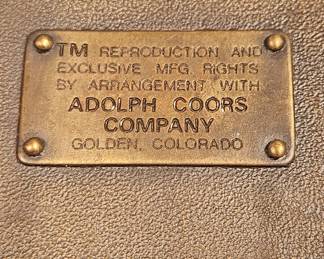 TM REPRODUCTION AND
EXCLUSIVE MFG. RIGHTS
BY ARRANGEMENT WITH
ADOLPH COORS
COMPANY
GOLDEN, COLORADO